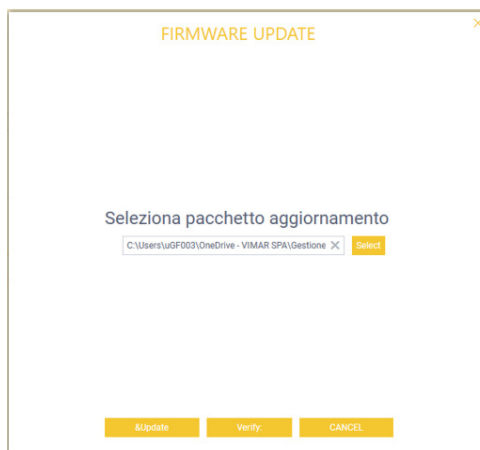 FIRMWARE UPDATE
Seleziona pacchetto aggiornamento
C:\Users\uGF003\OneDrive - VIMAR SPA\Gestione
Select
&Update
Verify:
CANCEL